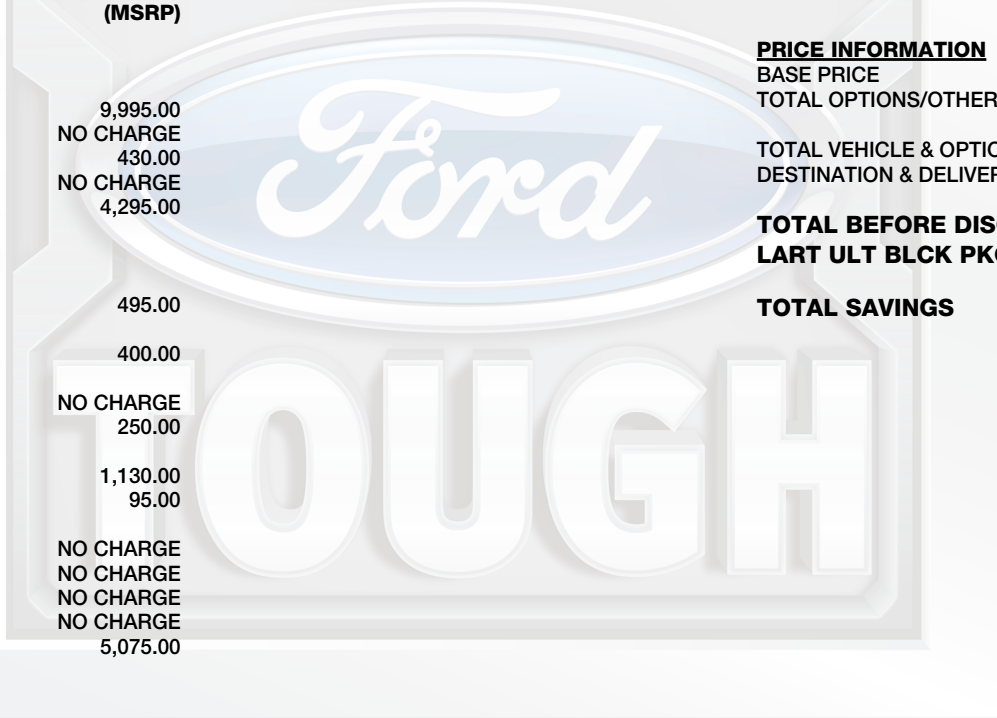 (MSRP)
9,995.00
NO CHARGE
430.00
NO CHARGE
4,295.00
495.00
400.00
NO CHARGE
250.00
1,130.00
95.00
NO CHARGE
NO CHARGE
NO CHARGE
NO CHARGE
5,075.00
PRICE INFORMATION
BASE PRICE
TOTAL OPTIONS/OTHER
TOTAL VEHICLE & OPTIO
DESTINATION & DELIVER
TOTAL BEFORE DIS
LART ULT BLCK PK
TOTAL SAVINGS
Ford
TOUGH